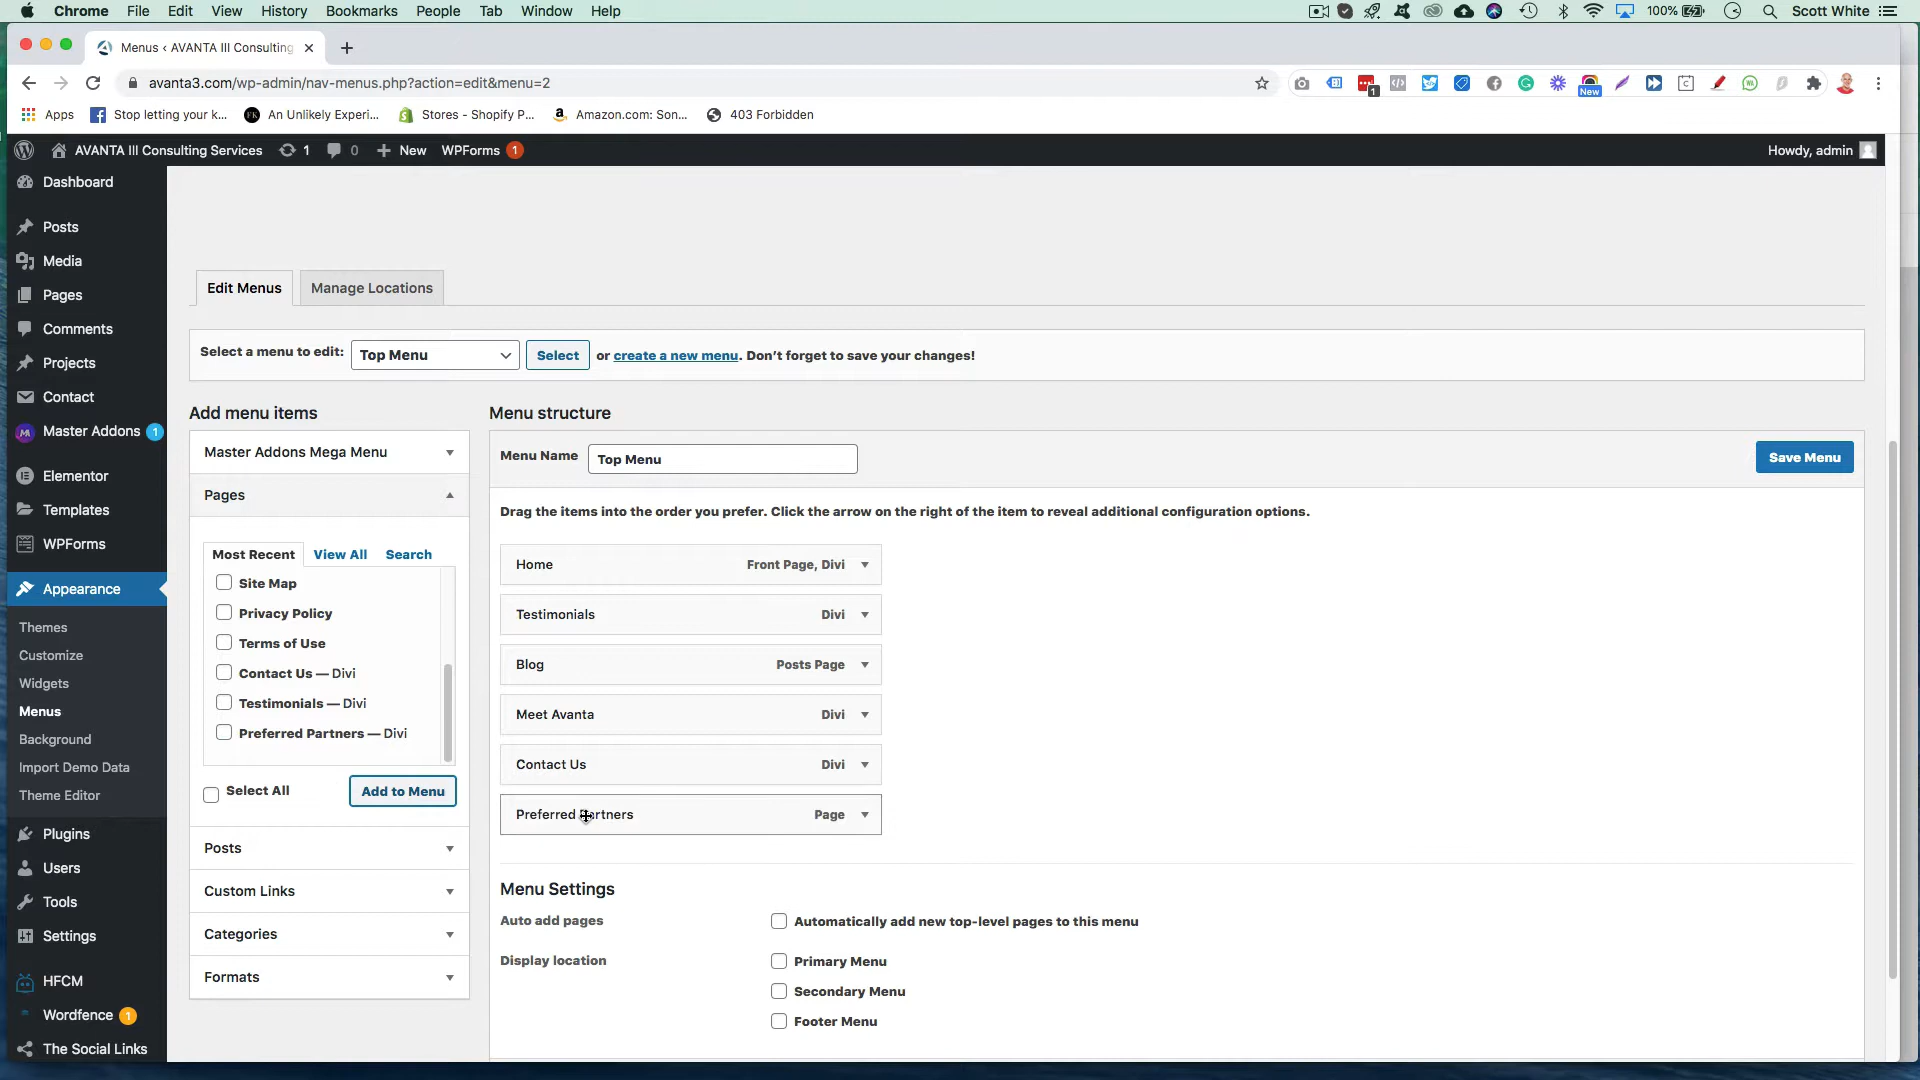 Chrome File Edit View History Bookmarks People Tab Window Help 100% Scott White
Menus ‹ AVANTA III Consulting
avanta3.com/wp-admin/nav-menus.php?action=edit&menu=2
1
New
Apps Stop letting your k... An Unlikely Experi... Stores - Shopify P... Amazon.com: Son... 403 Forbidden
AVANTA III Consulting Services 1 0 New WPForms 1 Howdy, admin
Dashboard
Posts
Media
Pages
Comments
Projects
Contact
Master Addons 1
Elementor
Templates
WPForms
Appearance
Themes
Customize
Widgets
Menus
Background
Import Demo Data
Theme Editor
Plugins
Users
Tools
Settings
HFCM
Wordfence 1
The Social Links
Edit Menus Manage Locations
Select a menu to edit: Top Menu Select or create a new menu. Don't forget to save your changes!
Add menu items
Master Addons Mega Menu
Pages
Most Recent View All Search
Site Map
Privacy Policy
Terms of Use
Contact Us — Divi
Testimonials — Divi
Preferred Partners — Divi
Select All Add to Menu
Posts
Custom Links
Categories
Formats
Menu structure
Menu Name Top Menu Save Menu
Drag the items into the order you prefer. Click the arrow on the right of the item to reveal additional configuration options.
Home Front Page, Divi
Testimonials Divi
Blog Posts Page
Meet Avanta Divi
Contact Us Divi
Preferred Partners Page
Menu Settings
Auto add pages Automatically add new top-level pages to this menu
Display location Primary Menu
Secondary Menu
Footer Menu